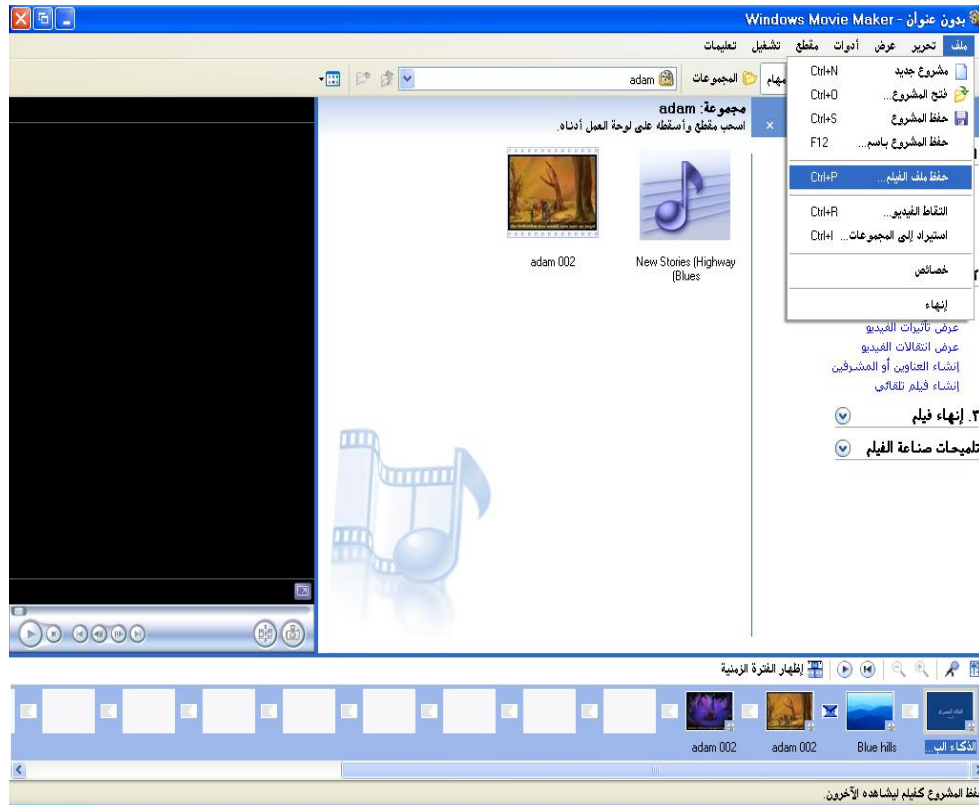 بدون عنوان - Windows Movie Maker
ملف تحرير عرض أدوات مقطع تشغيل تعليمات
مهام المجموعات adam
مشروع جديد Ctrl+N
فتح المشروع... Ctrl+O
حفظ المشروع Ctrl+S
حفظ المشروع باسم... F12
حفظ ملف الفيلم... Ctrl+P
التقاط الفيديو... Ctrl+R
استيراد إلى المجموعات... Ctrl+I
خصائص
إنهاء
عرض تأثيرات الفيديو
عرض انتقالات الفيديو
إنشاء العناوين أو المشرفين
إنشاء فيلم تلقائي
٣. إنهاء فيلم
تلميحات صناعة الفيلم
مجموعة: adam
اسحب مقطع وأسقطه على لوحة العمل أدناه.
New Stories (Highway
(Blues
adam 002
إظهار الفترة الزمنية
الذكاء الب...
Blue hills
adam 002
adam 002
حفظ المشروع كفيلم ليشاهده الآخرون.